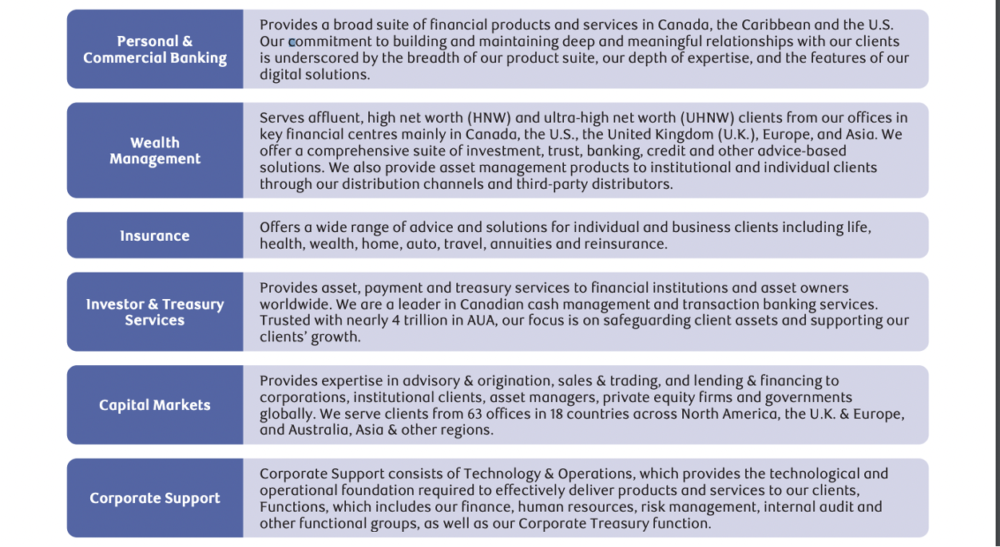 Personal &
Commercial Banking
Provides a broad suite of financial products and services in Canada, the Caribbean and the U.S.
Our commitment to building and maintaining deep and meaningful relationships with our clients
is underscored by the breadth of our product suite, our depth of expertise, and the features of our
digital solutions.
Wealth
Management
Serves affluent, high net worth (HNW) and ultra-high net worth (UHNW) clients from our offices in
key financial centres mainly in Canada, the U.S., the United Kingdom (U.K.), Europe, and Asia. We
offer a comprehensive suite of investment, trust, banking, credit and other advice-based
solutions. We also provide asset management products to institutional and individual clients
through our distribution channels and third-party distributors.
Insurance
Offers a wide range of advice and solutions for individual and business clients including life,
health, wealth, home, auto, travel, annuities and reinsurance.
Investor & Treasury
Services
Provides asset, payment and treasury services to financial institutions and asset owners
worldwide. We are a leader in Canadian cash management and transaction banking services.
Trusted with nearly 4 trillion in AUA, our focus is on safeguarding client assets and supporting our
clients’ growth.
Capital Markets
Provides expertise in advisory & origination, sales & trading, and lending & financing to
corporations, institutional clients, asset managers, private equity firms and governments
globally. We serve clients from 63 offices in 18 countries across North America, the U.K. & Europe,
and Australia, Asia & other regions.
Corporate Support
Corporate Support consists of Technology & Operations, which provides the technological and
operational foundation required to effectively deliver products and services to our clients,
Functions, which includes our finance, human resources, risk management, internal audit and
other functional groups, as well as our Corporate Treasury function.